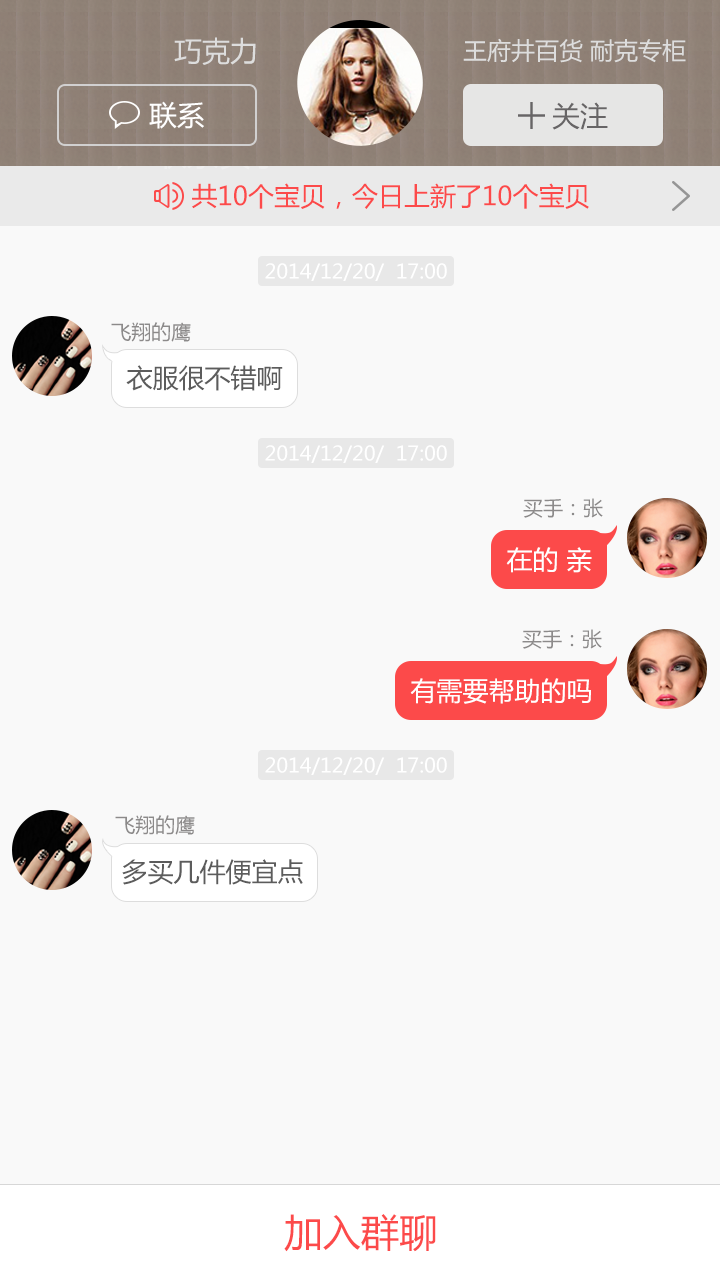 巧克力
王府井百货 耐克专柜
联系
关注
共10个宝贝，今日上新了10个宝贝
2014/12/20/ 17:00
飞翔的鹰
衣服很不错啊
2014/12/20/ 17:00
买手：张
在的 亲
买手：张
有需要帮助的吗
2014/12/20/ 17:00
飞翔的鹰
多买几件便宜点
加入群聊